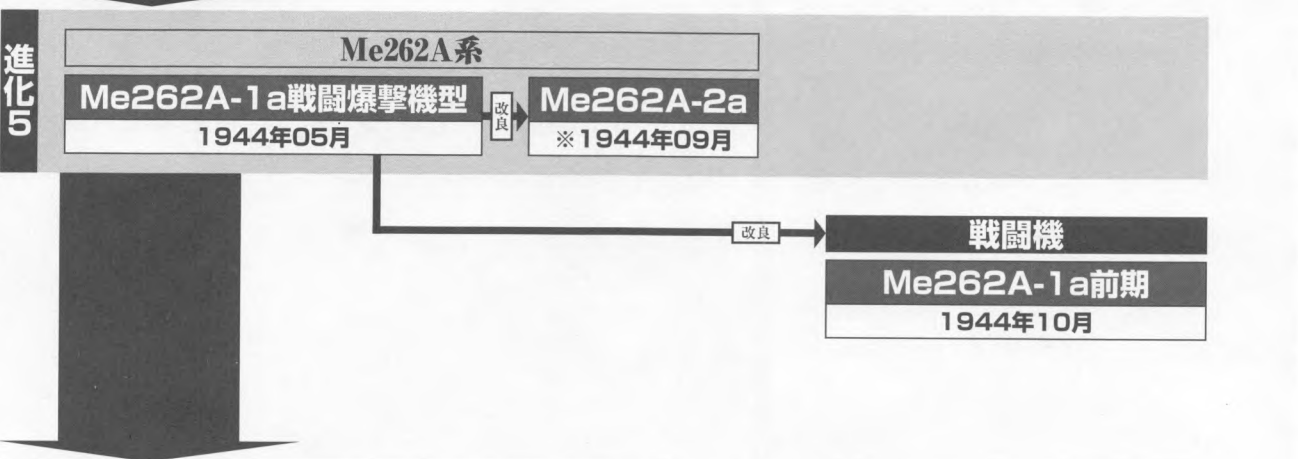 進化5
Me262A系
Me262A-1a戦闘爆撃機型
1944年05月
改良
Me262A-2a
※1944年09月
改良
戦闘機
Me262A-1a前期
1944年10月